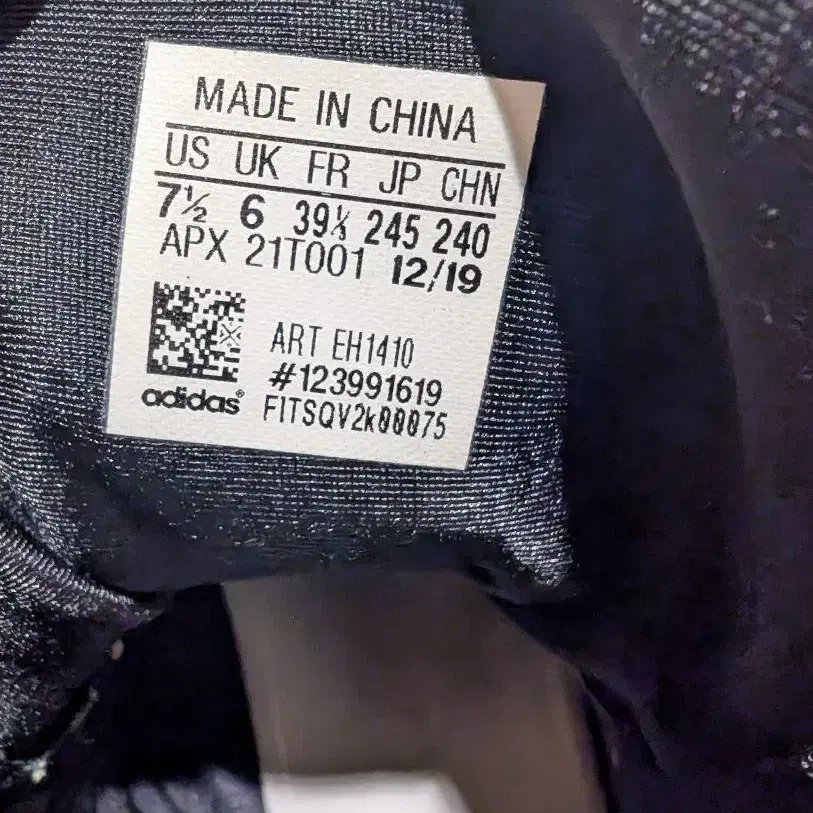 MADE IN CHINA
US UK FR JP CHN
7½ 6 39⅓ 245 240
APX 21T001 12/19
ART EH1410
#123991619
adidas® F1TSQV2k00075